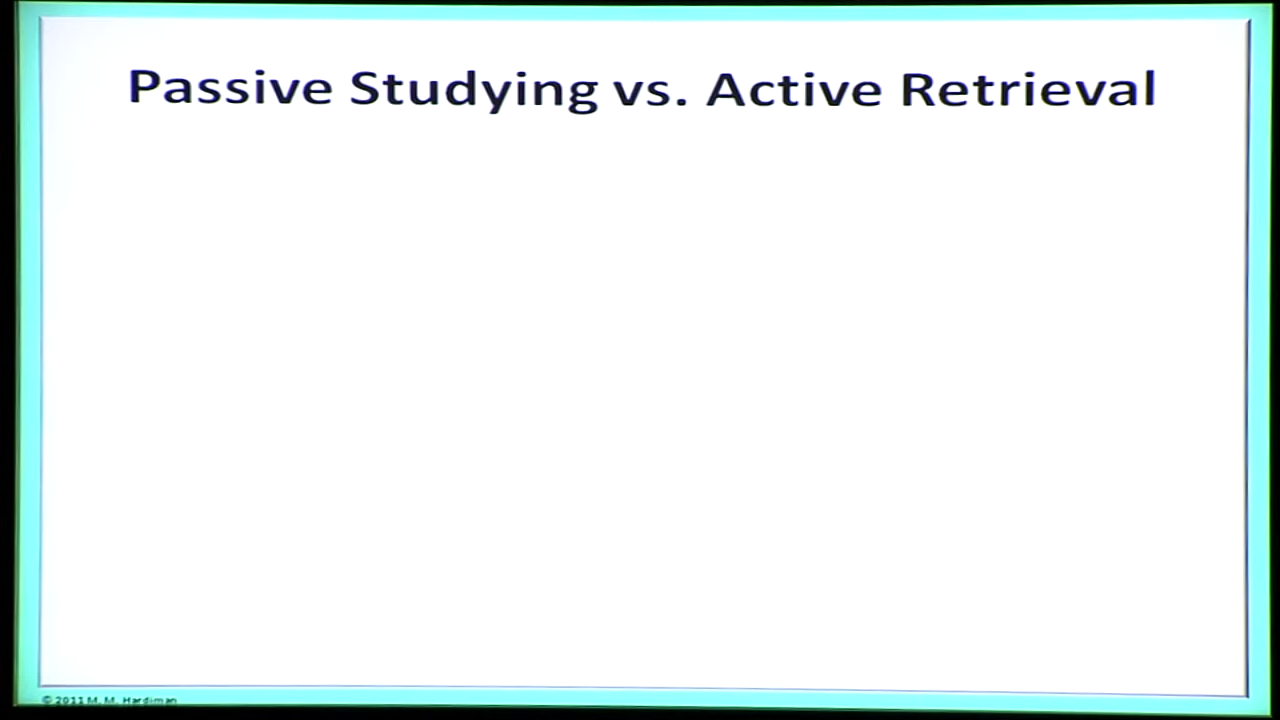 Passive Studying vs. Active Retrieval
© 2011 M. M. Hardiman